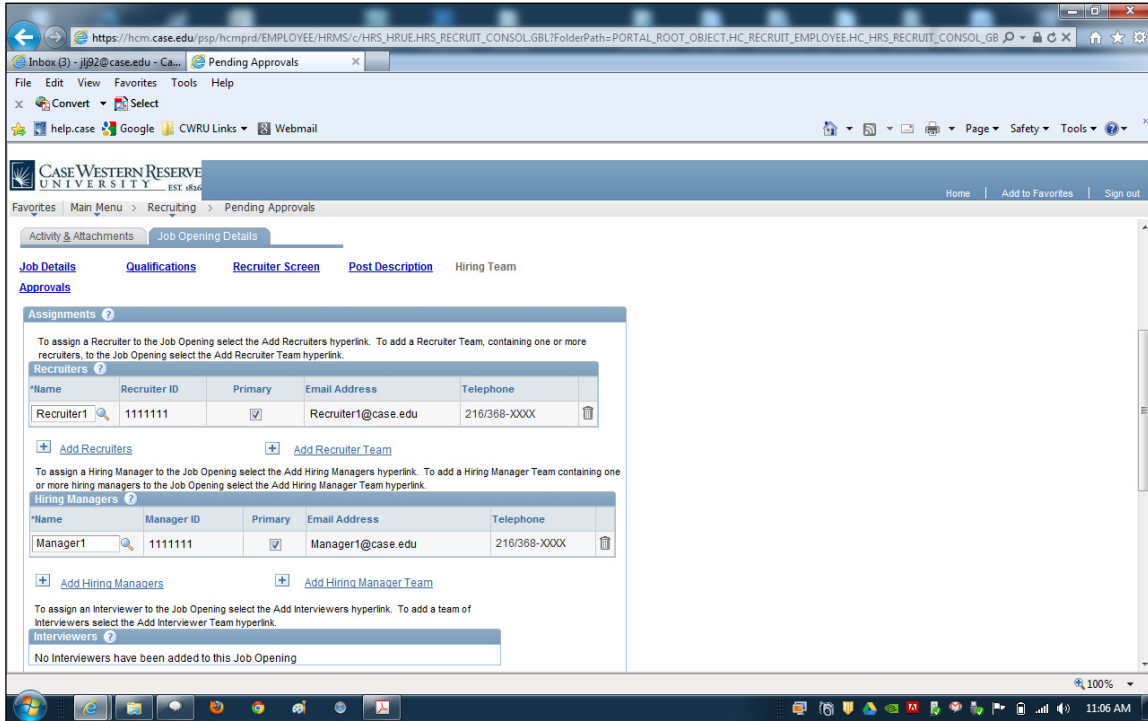 https://hcm.case.edu/psp/hcmprd/EMPLOYEE/HRMS/c/HRS_HRUE.HRS_RECRUIT_CONSOL.GBL?FolderPath=PORTAL_ROOT_OBJECT.HC_RECRUIT_EMPLOYEE.HC_HRS_RECRUIT_CONSOL_GB
Inbox (3) - jlj92@case.edu - Ca... Pending Approvals
File Edit View Favorites Tools Help
x Convert Select
help.case Google CWRU Links Webmail Page Safety Tools
CASE WESTERN RESERVE
UNIVERSITY EST. 1826
Home | Add to Favorites | Sign out
Favorites Main Menu > Recruiting > Pending Approvals
Activity & Attachments Job Opening Details
Job Details Qualifications Recruiter Screen Post Description Hiring Team
Approvals
Assignments
To assign a Recruiter to the Job Opening select the Add Recruiters hyperlink. To add a Recruiter Team, containing one or more
recruiters, to the Job Opening select the Add Recruiter Team hyperlink.
Recruiters
*Name Recruiter ID Primary Email Address Telephone
Recruiter1 1111111 Recruiter1@case.edu 216/368-XXXX
Add Recruiters Add Recruiter Team
To assign a Hiring Manager to the Job Opening select the Add Hiring Managers hyperlink. To add a Hiring Manager Team containing one
or more hiring managers to the Job Opening select the Add Hiring Manager Team hyperlink.
Hiring Managers
*Name Manager ID Primary Email Address Telephone
Manager1 1111111 Manager1@case.edu 216/368-XXXX
Add Hiring Managers Add Hiring Manager Team
To assign an Interviewer to the Job Opening select the Add Interviewers hyperlink. To add a team of
Interviewers select the Add Interviewer Team hyperlink.
Interviewers
No Interviewers have been added to this Job Opening
100%
11:06 AM